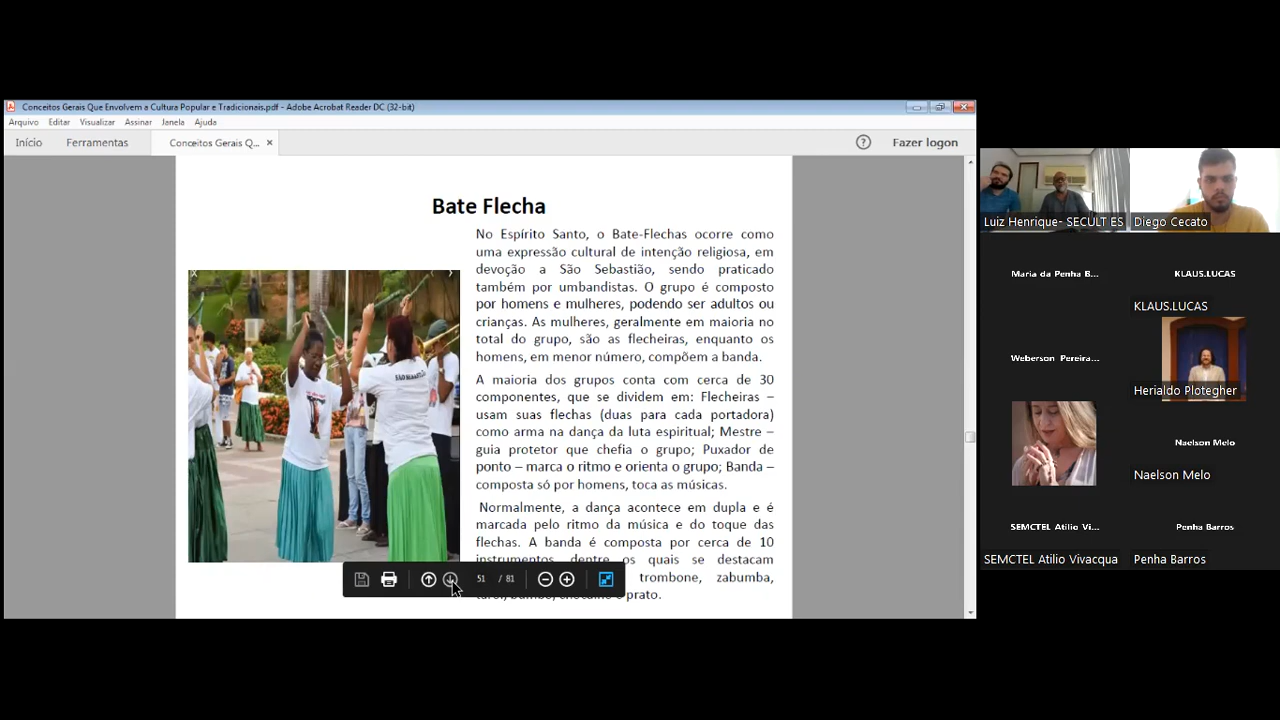 Conceitos Gerais Que Envolvem a Cultura Popular e Tradicionais.pdf - Adobe Acrobat Reader DC (32-bit)
Arquivo Editar Visualizar Assinar Janela Ajuda
Início Ferramentas Conceitos Gerais Q... × ? Fazer logon
Bate Flecha
No Espírito Santo, o Bate-Flechas ocorre como
uma expressão cultural de intenção religiosa, em
devoção a São Sebastião, sendo praticado
também por umbandistas. O grupo é composto
por homens e mulheres, podendo ser adultos ou
crianças. As mulheres, geralmente em maioria no
total do grupo, são as flecheiras, enquanto os
homens, em menor número, compõem a banda.
A maioria dos grupos conta com cerca de 30
componentes, que se dividem em: Flecheiras –
usam suas flechas (duas para cada portadora)
como arma na dança da luta espiritual; Mestre –
guia protetor que chefia o grupo; Puxador de
ponto – marca o ritmo e orienta o grupo; Banda –
composta só por homens, toca as músicas.
Normalmente, a dança acontece em dupla e é
marcada pelo ritmo da música e do toque das
flechas. A banda é composta por cerca de 10
instrumentos, dentre os quais se destacam
trombone, zabumba,
prato.
SÃO SEBASTIÃO
51 / 81
Luiz Henrique- SECULT ES
Diego Cecato
Maria da Penha B...
KLAUS.LUCAS
KLAUS.LUCAS
Weberson Pereira...
Herialdo Plotegher
Naelson Melo
Naelson Melo
SEMCTEL Atilio Vi...
Penha Barros
SEMCTEL Atilio Vivacqua
Penha Barros